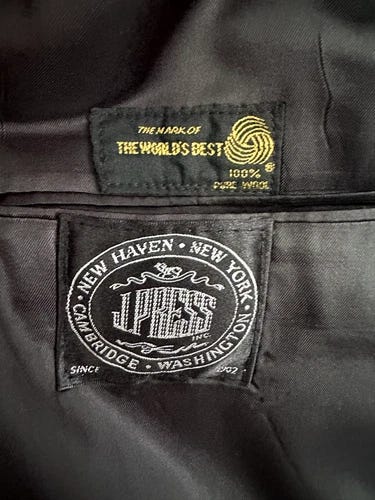 THE MARK OF
THE WORLD'S BEST
®
100%
PURE WOOL
· NEW HAVEN · NEW YORK ·
J. PRESS
INC.
CAMBRIDGE · WASHINGTON
SINCE 1902